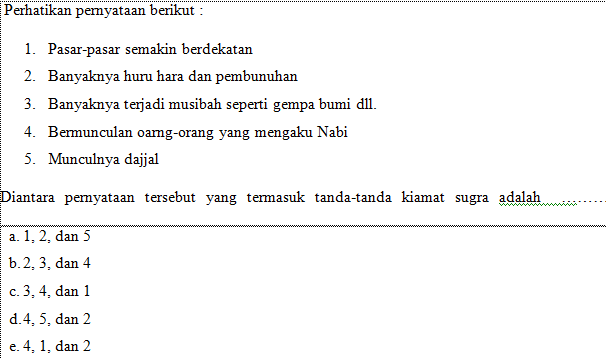 Perhatikan pernyataan berikut :
1. Pasar-pasar semakin berdekatan
2. Banyaknya huru hara dan pembunuhan
3. Banyaknya terjadi musibah seperti gempa bumi dll.
4. Bermunculan oarng-orang yang mengaku Nabi
5. Munculnya dajjal
Diantara pernyataan tersebut yang termasuk tanda-tanda kiamat sugra adalah ...........
a. 1, 2, dan 5
b. 2, 3, dan 4
c. 3, 4, dan 1
d. 4, 5, dan 2
e. 4, 1, dan 2